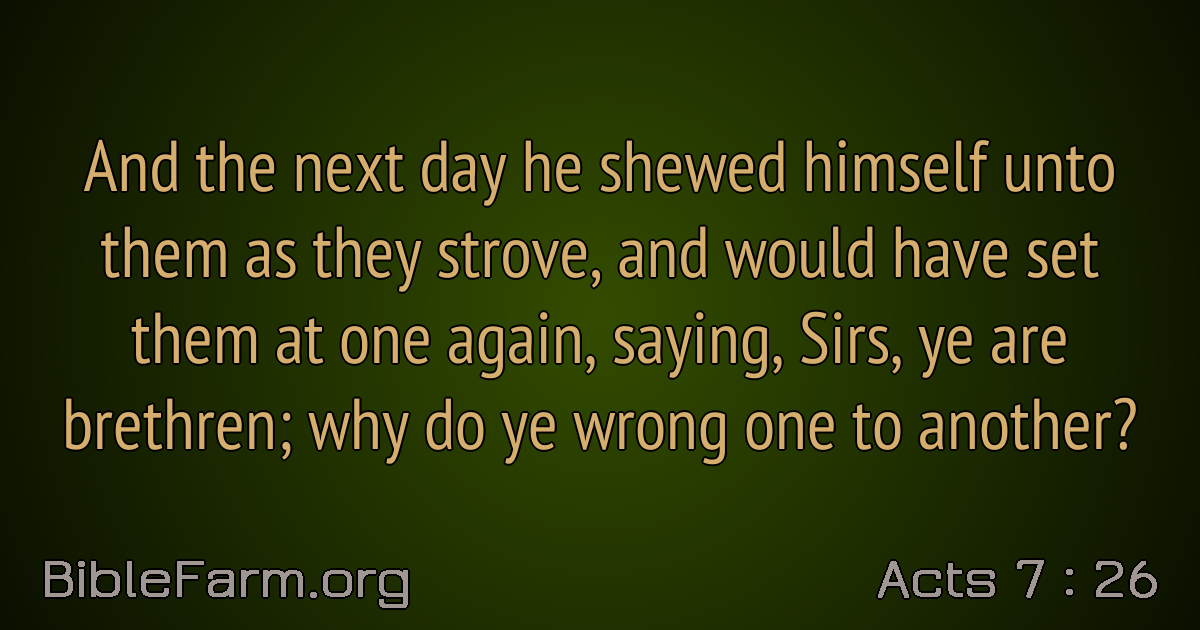 And the next day he shewed himself unto
them as they strove, and would have set
them at one again, saying, Sirs, ye are
brethren; why do ye wrong one to another?
BibleFarm.org
Acts 7 : 26